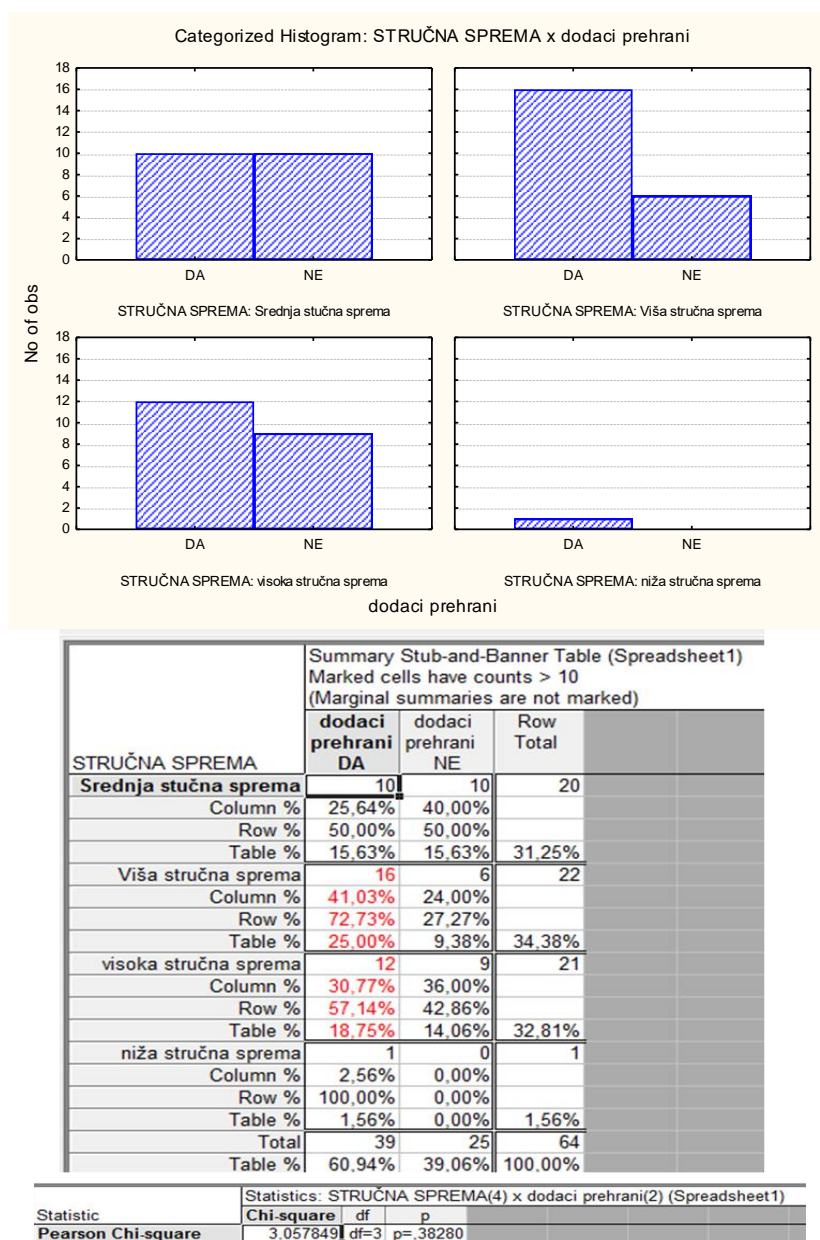 Categorized Histogram: STRUČNA SPREMA x dodaci prehrani
18
16
14
12
10
8
6
4
2
0
DA NE DA NE
STRUČNA SPREMA: Srednja stučna sprema STRUČNA SPREMA: Viša stručna sprema
No of obs
18
16
14
12
10
8
6
4
2
0
DA NE DA NE
STRUČNA SPREMA: visoka stručna sprema STRUČNA SPREMA: niža stručna sprema
dodaci prehrani
Summary Stub-and-Banner Table (Spreadsheet1)
Marked cells have counts > 10
(Marginal summaries are not marked)
dodaci dodaci Row
prehrani prehrani Total
STRUČNA SPREMA DA NE
Srednja stučna sprema 10 10 20
Column % 25,64% 40,00%
Row % 50,00% 50,00%
Table % 15,63% 15,63% 31,25%
Viša stručna sprema 16 6 22
Column % 41,03% 24,00%
Row % 72,73% 27,27%
Table % 25,00% 9,38% 34,38%
visoka stručna sprema 12 9 21
Column % 30,77% 36,00%
Row % 57,14% 42,86%
Table % 18,75% 14,06% 32,81%
niža stručna sprema 1 0 1
Column % 2,56% 0,00%
Row % 100,00% 0,00%
Table % 1,56% 0,00% 1,56%
Total 39 25 64
Table % 60,94% 39,06% 100,00%
Statistics: STRUČNA SPREMA(4) x dodaci prehrani(2) (Spreadsheet1)
Statistic Chi-square df p
Pearson Chi-square 3,057849 df=3 p=,38280